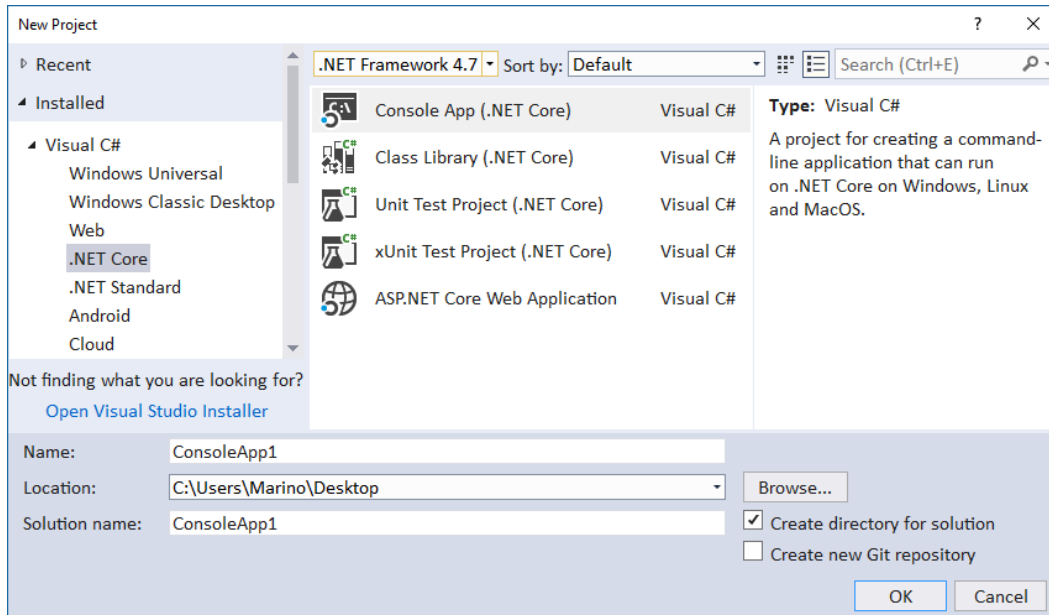 New Project
Recent
Installed
Visual C#
Windows Universal
Windows Classic Desktop
Web
.NET Core
.NET Standard
Android
Cloud
Not finding what you are looking for?
Open Visual Studio Installer
.NET Framework 4.7 Sort by: Default Search (Ctrl+E)
Console App (.NET Core) Visual C#
Class Library (.NET Core) Visual C#
Unit Test Project (.NET Core) Visual C#
xUnit Test Project (.NET Core) Visual C#
ASP.NET Core Web Application Visual C#
Type: Visual C#
A project for creating a command-
line application that can run
on .NET Core on Windows, Linux
and MacOS.
Name: ConsoleApp1
Location: C:\Users\Marino\Desktop Browse...
Solution name: ConsoleApp1 Create directory for solution
Create new Git repository
OK Cancel